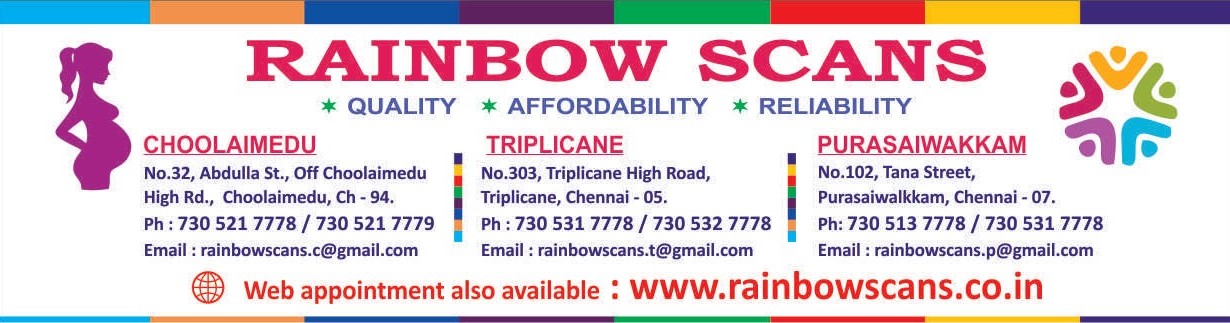 RAINBOW SCANS
✶ QUALITY ✶ AFFORDABILITY ✶ RELIABILITY
CHOOLAIMEDU
No.32, Abdulla St., Off Choolaimedu
High Rd., Choolaimedu, Ch - 94.
Ph : 730 521 7778 / 730 521 7779
Email : rainbowscans.c@gmail.com
TRIPLICANE
No.303, Triplicane High Road,
Triplicane, Chennai - 05.
Ph : 730 531 7778 / 730 532 7778
Email : rainbowscans.t@gmail.com
PURASAIWAKKAM
No.102, Tana Street,
Purasaiwalkkam, Chennai - 07.
Ph: 730 513 7778 / 730 531 7778
Email : rainbowscans.p@gmail.com
Web appointment also available : www.rainbowscans.co.in